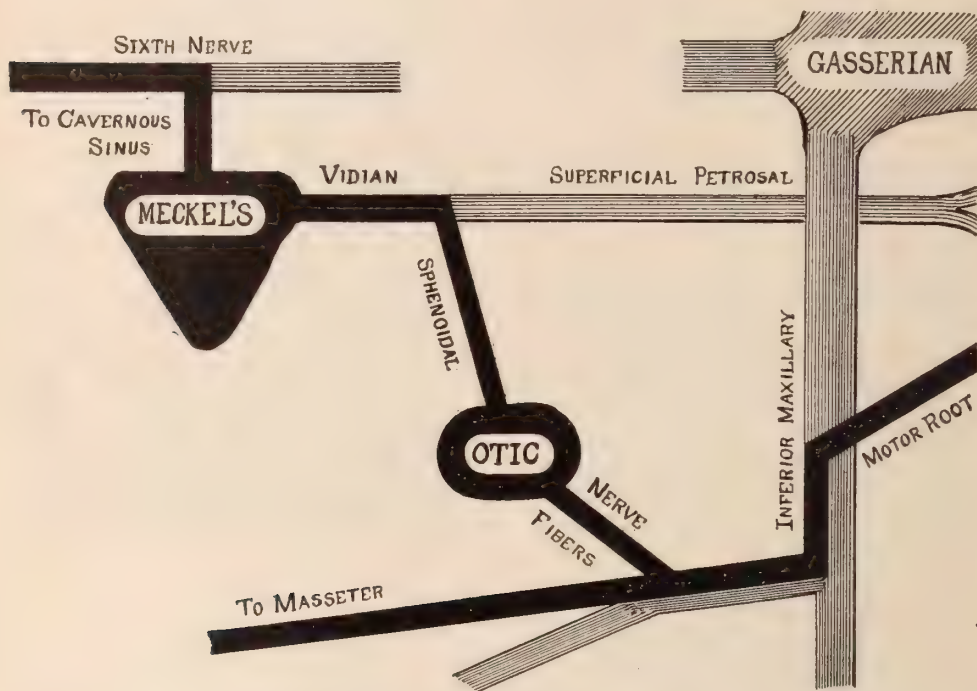 SIXTH NERVE
GASSERIAN
TO CAVERNOUS
SINUS
MECKEL'S
VIDIAN
SUPERFICIAL PETROSAL
SPHENOIDAL
INFERIOR MAXILLARY
MOTOR ROOT
OTIC
NERVE
FIBERS
TO MASSETER